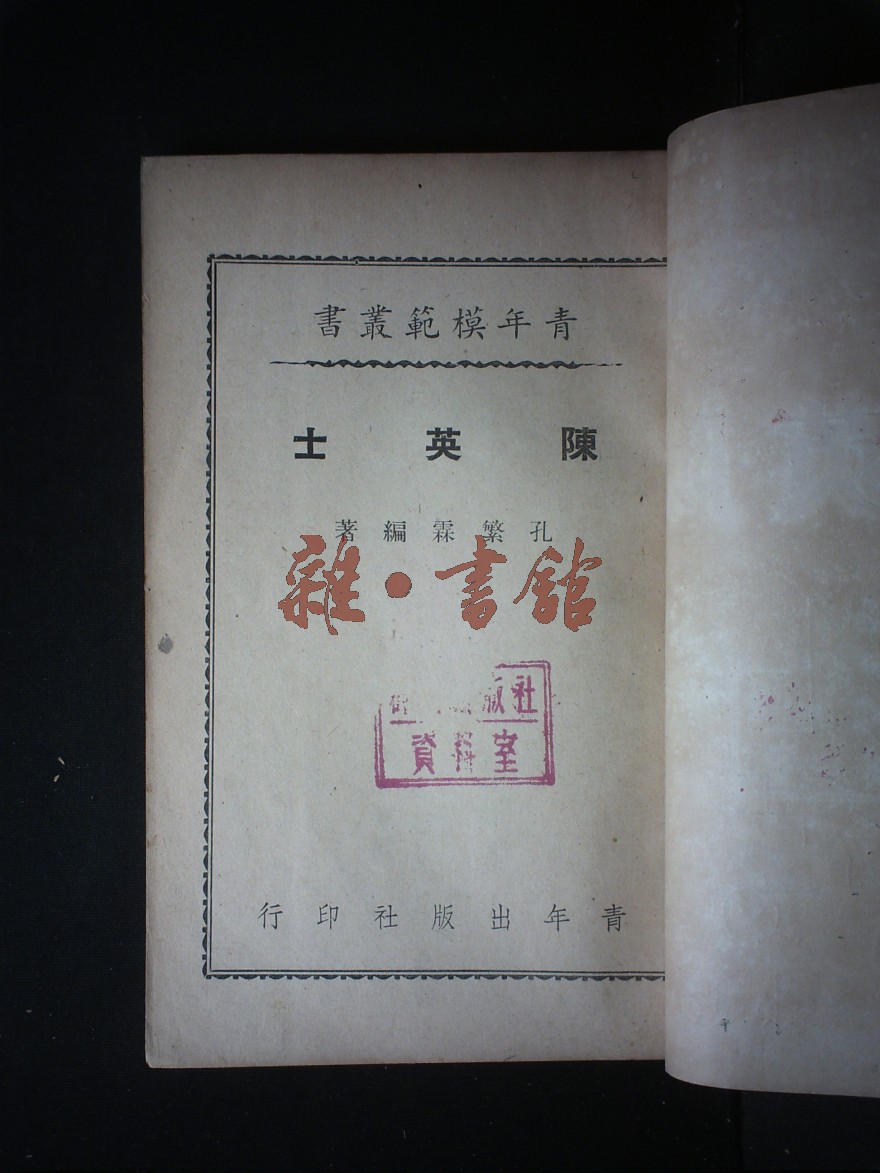 青年模範叢書
陳英士
孔繁霖編著
雜·書館
版社
資料室
青年出版社印行